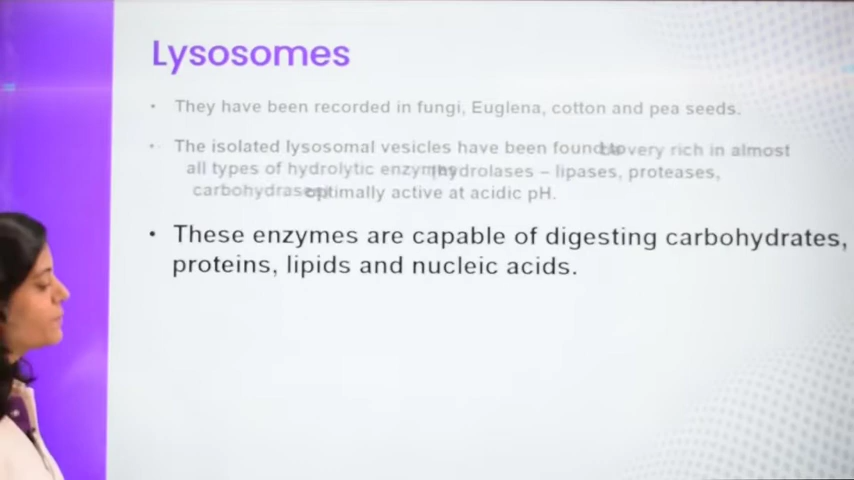 Lysosomes
• They have been recorded in fungi, Euglena, cotton and pea seeds.
• The isolated lysosomal vesicles have been found to very rich in almost
all types of hydrolytic enzymes (hydrolases – lipases, proteases,
carbohydrases) optimally active at acidic pH.
• These enzymes are capable of digesting carbohydrates,
proteins, lipids and nucleic acids.